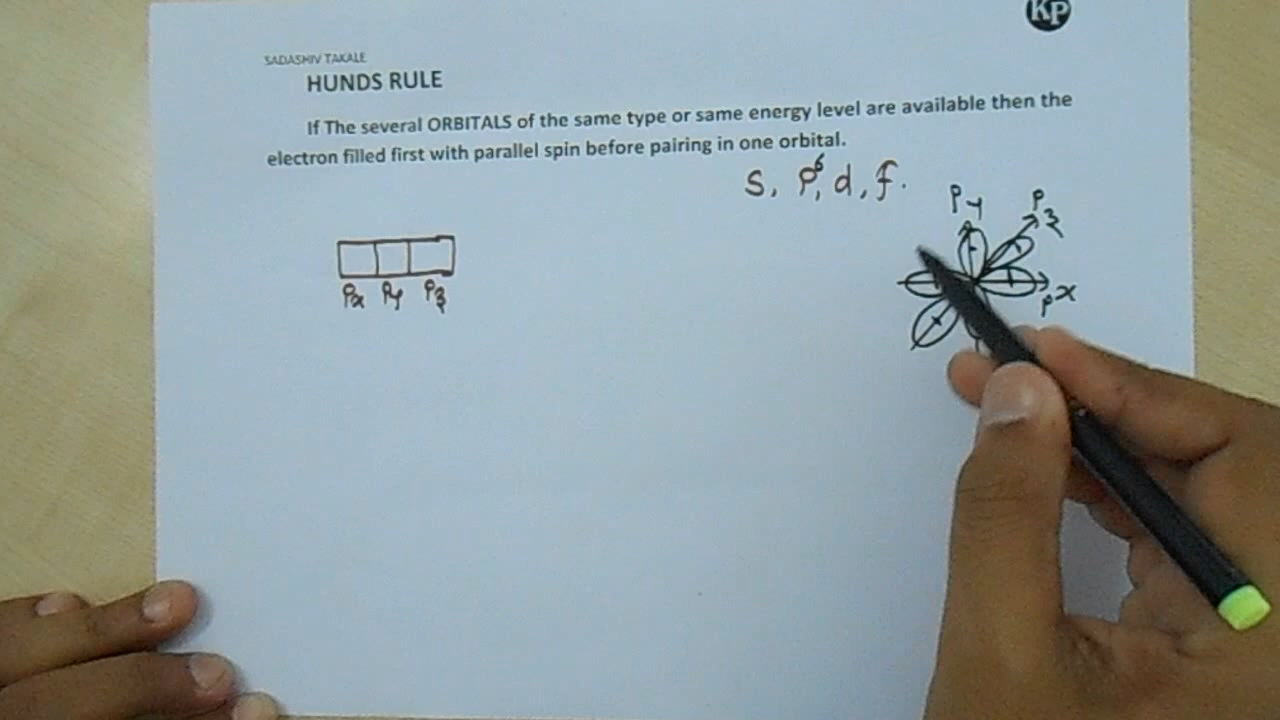 KP
SADASHIV TAKALE
HUNDS RULE
If The several ORBITALS of the same type or same energy level are available then the
electron filled first with parallel spin before pairing in one orbital.
s, p⁶, d, f.
Py Pz
Px
Px Py Pz